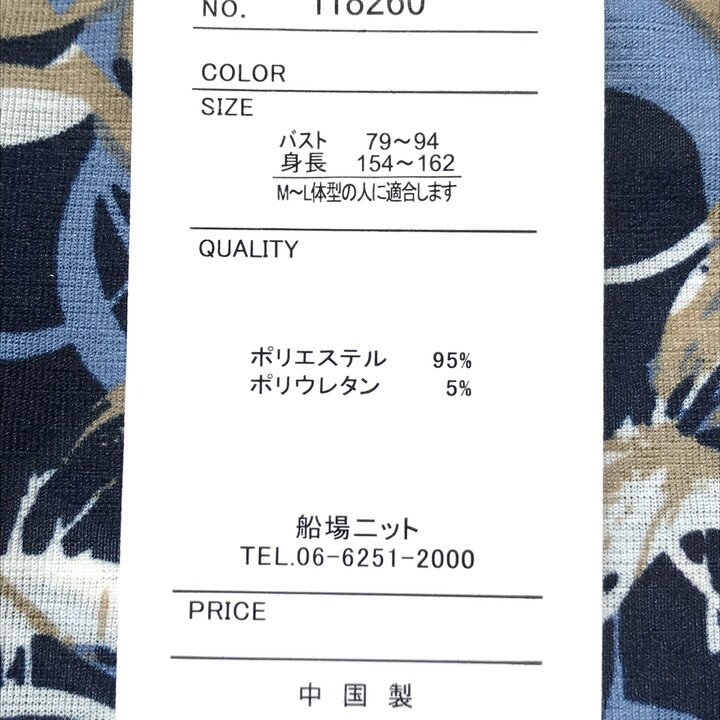 NO. 118260
COLOR
SIZE
バスト 79～94
身長 154～162
M～L体型の人に適合します
QUALITY
ポリエステル 95%
ポリウレタン 5%
船場ニット
TEL.06-6251-2000
PRICE
中国製